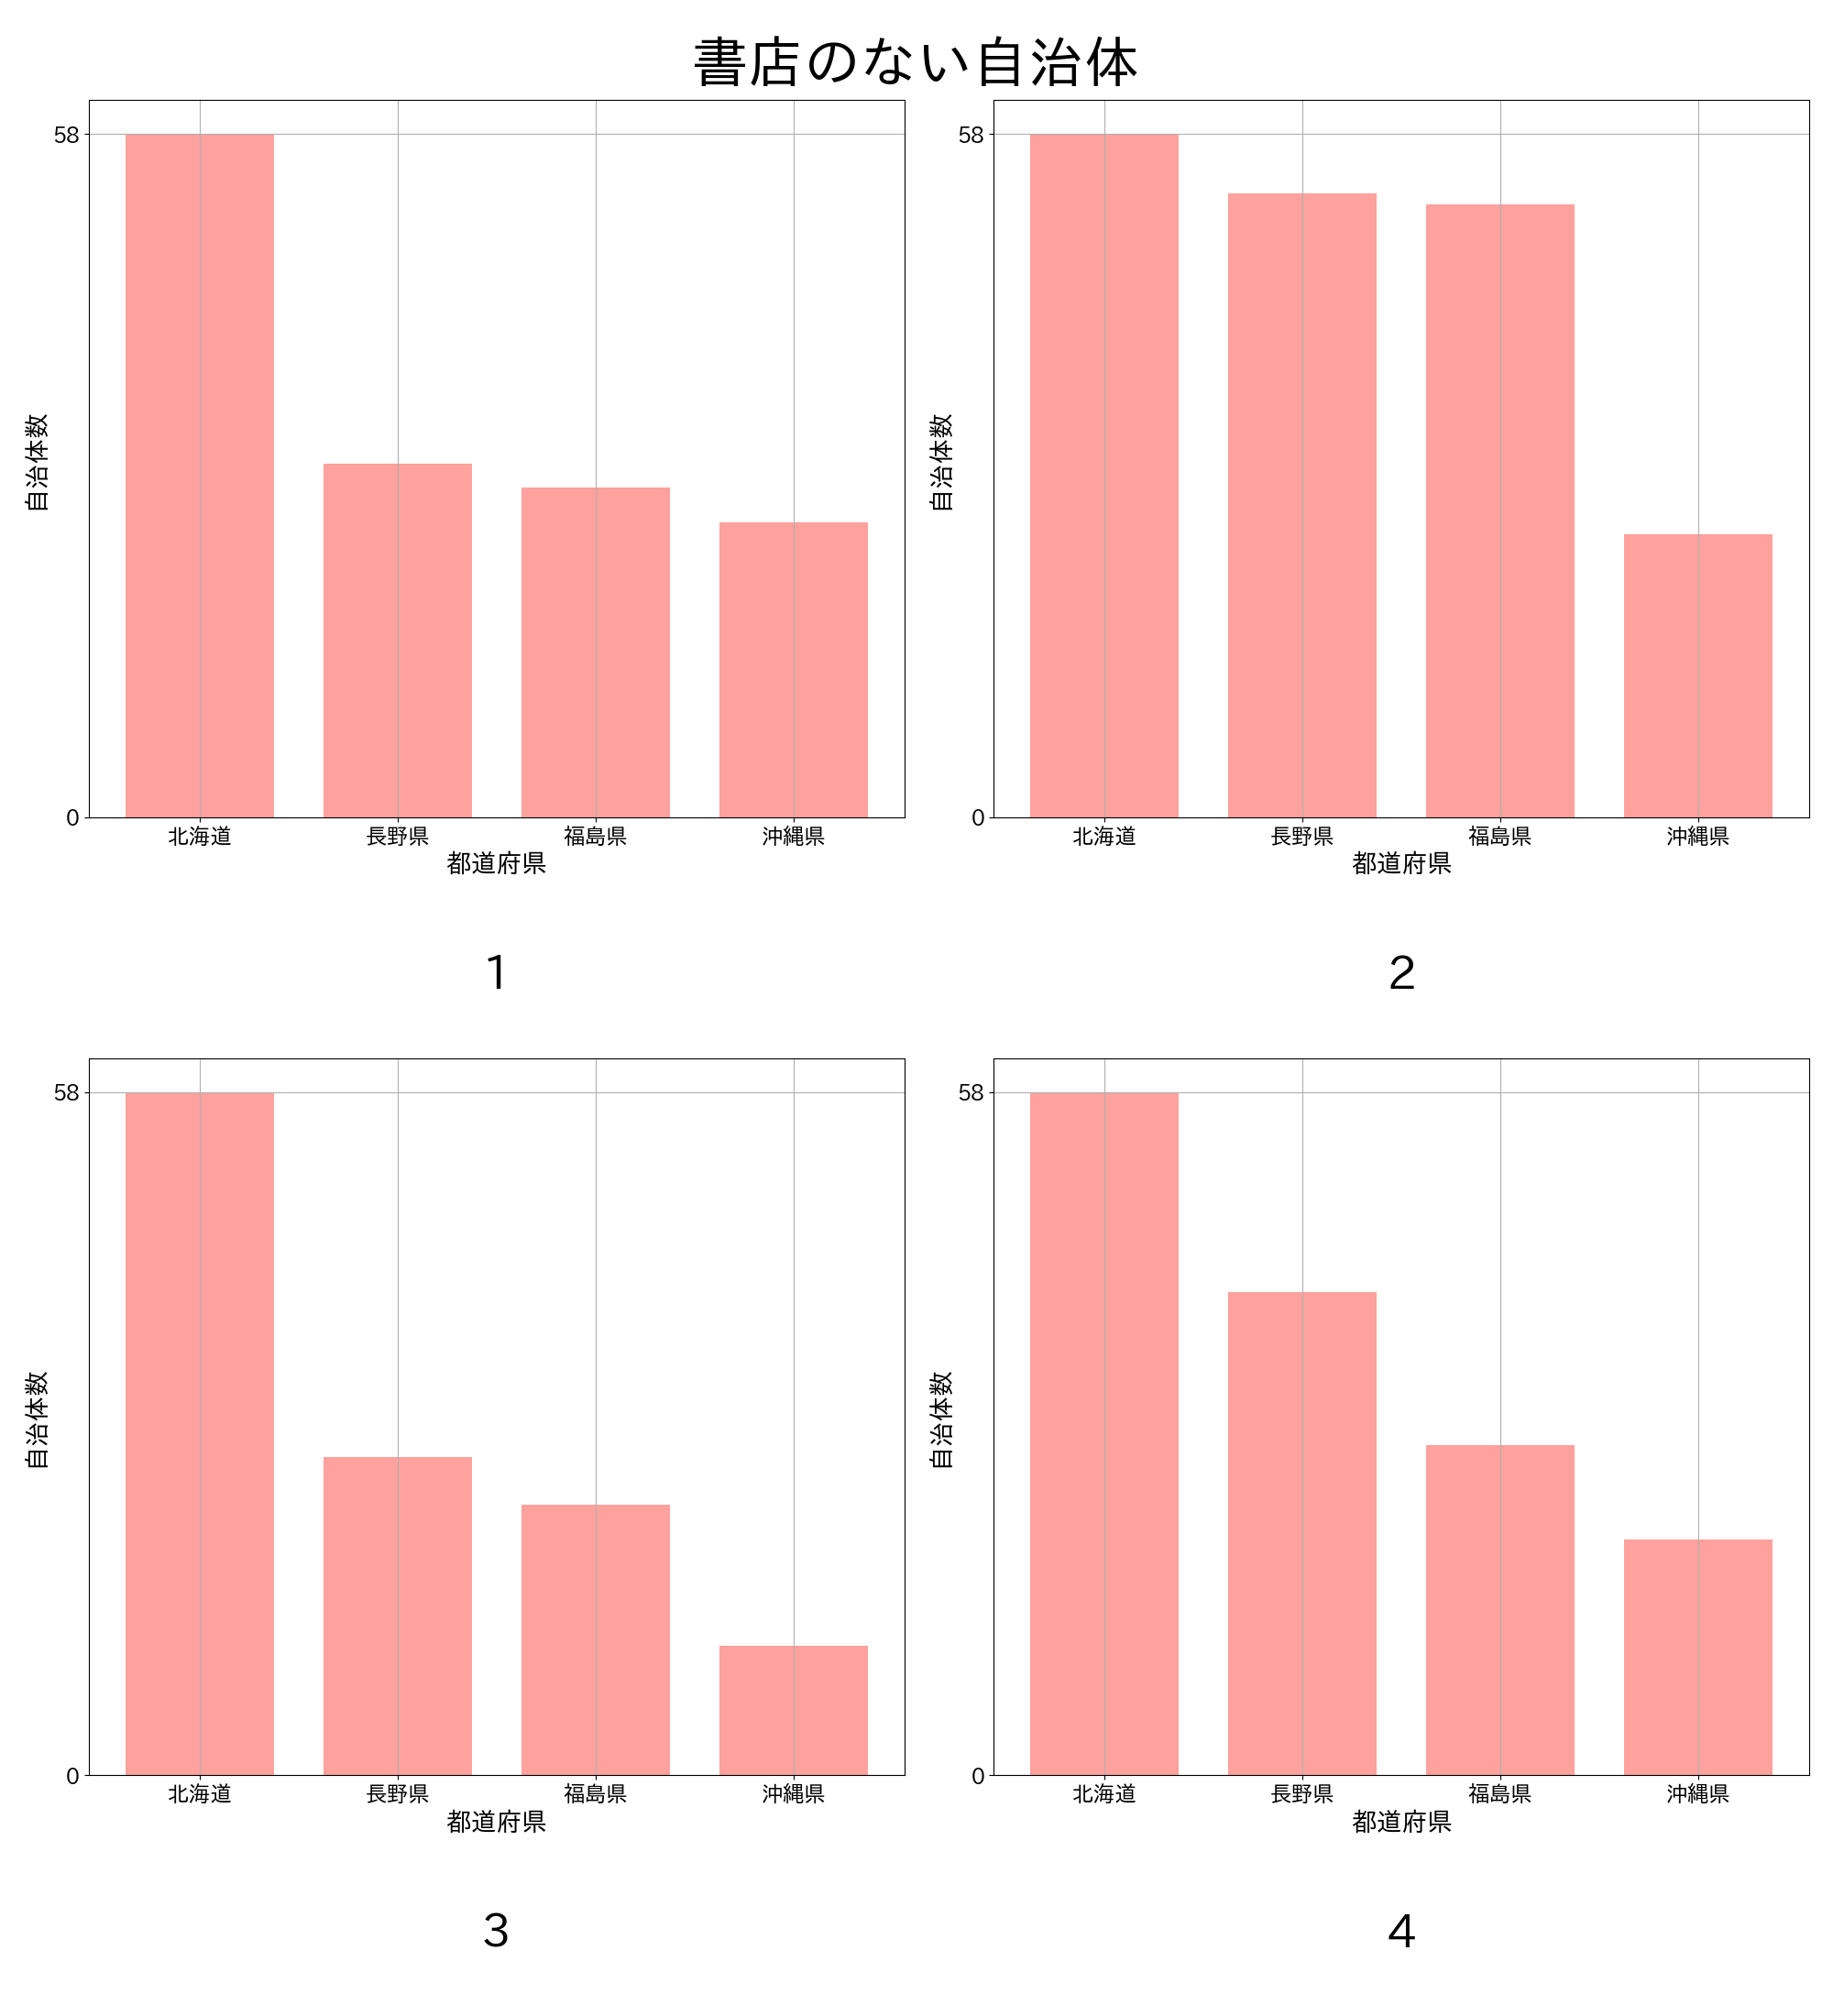 書店のない自治体
58
0
自治体数
北海道 長野県 福島県 沖縄県
都道府県
1
58
0
自治体数
北海道 長野県 福島県 沖縄県
都道府県
2
58
0
自治体数
北海道 長野県 福島県 沖縄県
都道府県
3
58
0
自治体数
北海道 長野県 福島県 沖縄県
都道府県
4